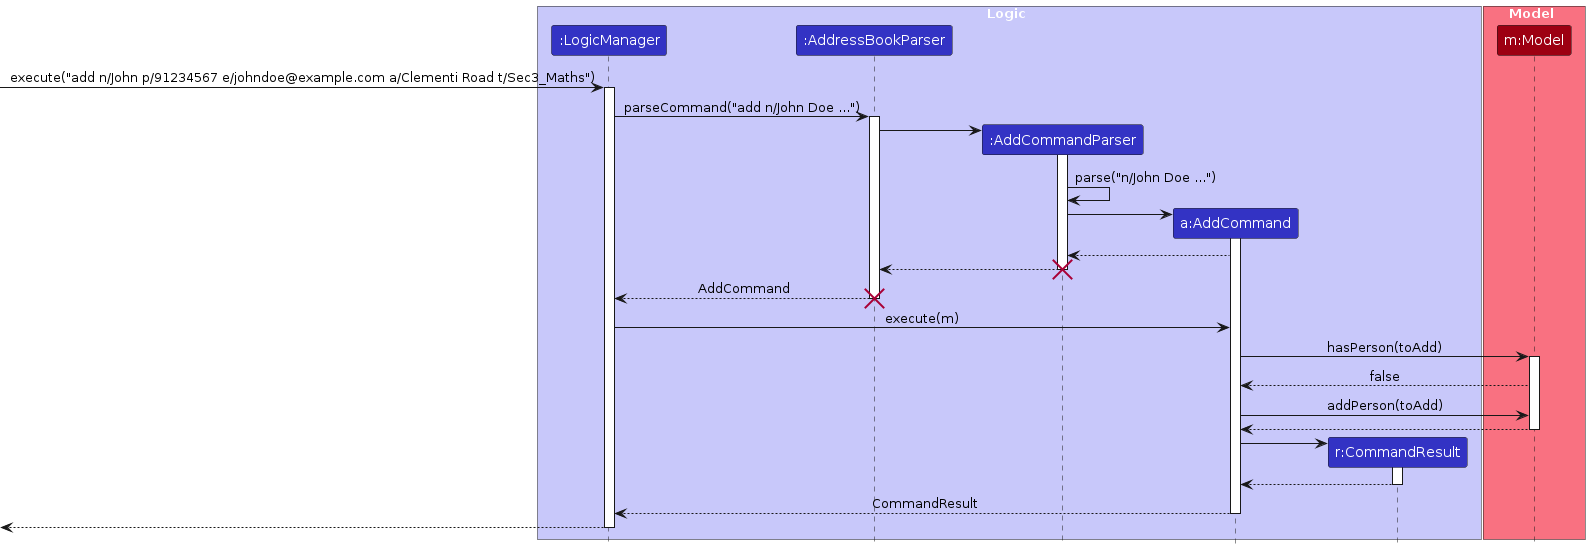 Logic
Model
:LogicManager
:AddressBookParser
m:Model
execute("add n/John p/91234567 e/johndoe@example.com a/Clementi Road t/Sec3_Maths")
parseCommand("add n/John Doe ...")
:AddCommandParser
parse("n/John Doe ...")
a:AddCommand
AddCommand
execute(m)
hasPerson(toAdd)
false
addPerson(toAdd)
r:CommandResult
CommandResult